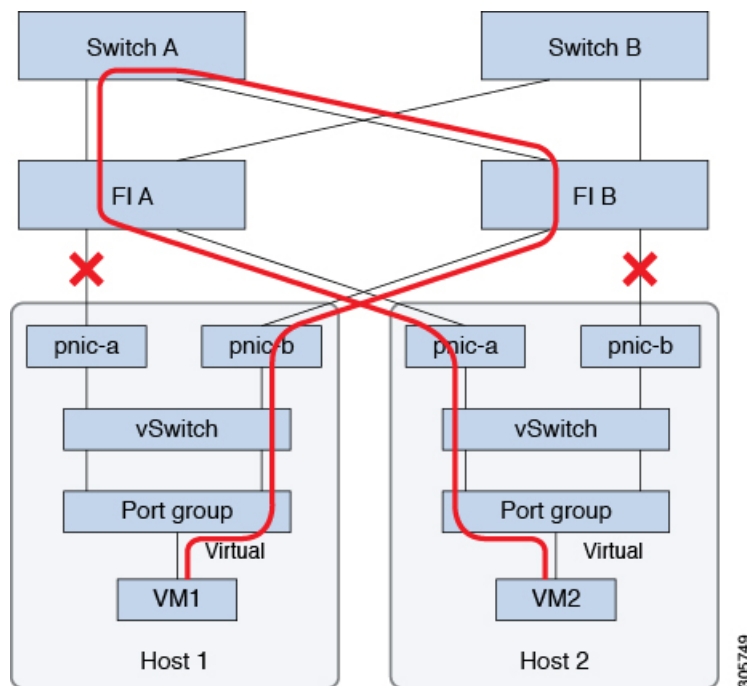 Switch A
Switch B
FI A
FI B
pnic-a
pnic-b
pnic-a
pnic-b
vSwitch
vSwitch
Port group
Port group
Virtual
Virtual
VM1
VM2
Host 1
Host 2
305749